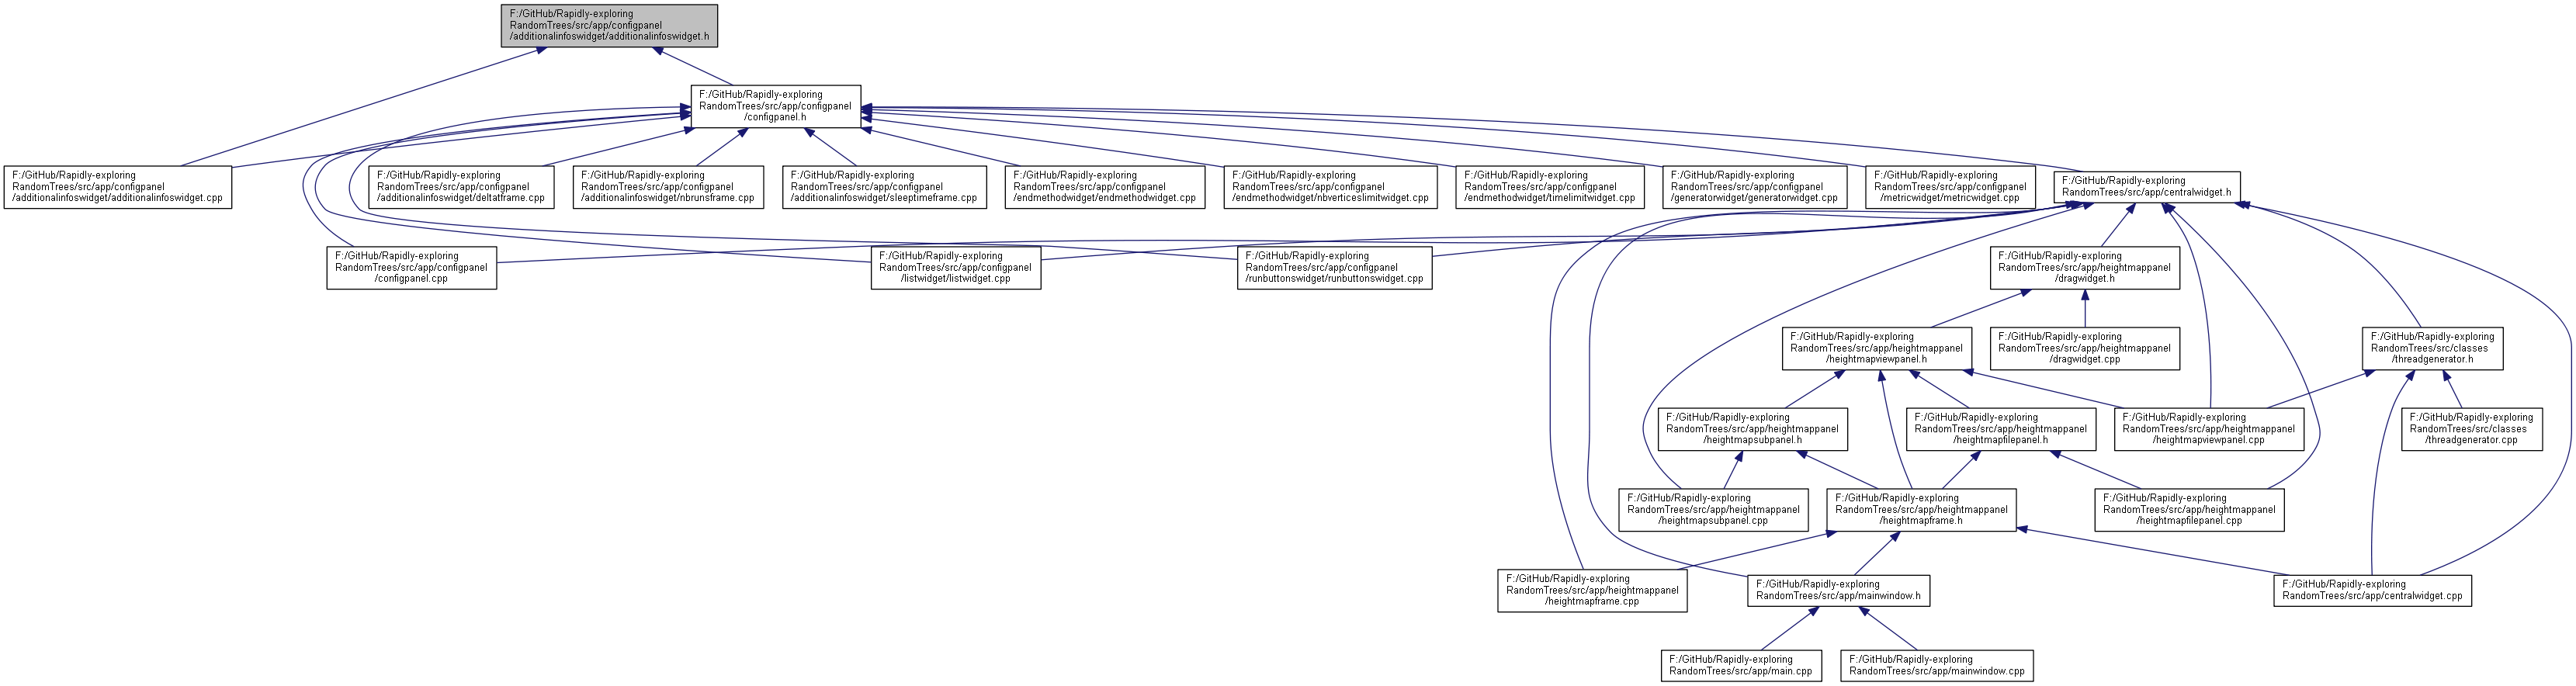 F:/GitHub/Rapidly-exploring
RandomTrees/src/app/configpanel
/additionalinfoswidget/additionalinfoswidget.h
F:/GitHub/Rapidly-exploring
RandomTrees/src/app/configpanel
/configpanel.h
F:/GitHub/Rapidly-exploring
RandomTrees/src/app/configpanel
/additionalinfoswidget/additionalinfoswidget.cpp
F:/GitHub/Rapidly-exploring
RandomTrees/src/app/configpanel
/additionalinfoswidget/deltatframe.cpp
F:/GitHub/Rapidly-exploring
RandomTrees/src/app/configpanel
/additionalinfoswidget/nbrunsframe.cpp
F:/GitHub/Rapidly-exploring
RandomTrees/src/app/configpanel
/additionalinfoswidget/sleeptimeframe.cpp
F:/GitHub/Rapidly-exploring
RandomTrees/src/app/configpanel
/endmethodwidget/endmethodwidget.cpp
F:/GitHub/Rapidly-exploring
RandomTrees/src/app/configpanel
/endmethodwidget/nbverticeslimitwidget.cpp
F:/GitHub/Rapidly-exploring
RandomTrees/src/app/configpanel
/endmethodwidget/timelimitwidget.cpp
F:/GitHub/Rapidly-exploring
RandomTrees/src/app/configpanel
/generatorwidget/generatorwidget.cpp
F:/GitHub/Rapidly-exploring
RandomTrees/src/app/configpanel
/metricwidget/metricwidget.cpp
F:/GitHub/Rapidly-exploring
RandomTrees/src/app/centralwidget.h
F:/GitHub/Rapidly-exploring
RandomTrees/src/app/configpanel
/configpanel.cpp
F:/GitHub/Rapidly-exploring
RandomTrees/src/app/configpanel
/listwidget/listwidget.cpp
F:/GitHub/Rapidly-exploring
RandomTrees/src/app/configpanel
/runbuttonswidget/runbuttonswidget.cpp
F:/GitHub/Rapidly-exploring
RandomTrees/src/app/heightmappanel
/dragwidget.h
F:/GitHub/Rapidly-exploring
RandomTrees/src/app/heightmappanel
/heightmapviewpanel.h
F:/GitHub/Rapidly-exploring
RandomTrees/src/app/heightmappanel
/dragwidget.cpp
F:/GitHub/Rapidly-exploring
RandomTrees/src/classes
/threadgenerator.h
F:/GitHub/Rapidly-exploring
RandomTrees/src/app/heightmappanel
/heightmapsubpanel.h
F:/GitHub/Rapidly-exploring
RandomTrees/src/app/heightmappanel
/heightmapfilepanel.h
F:/GitHub/Rapidly-exploring
RandomTrees/src/app/heightmappanel
/heightmapviewpanel.cpp
F:/GitHub/Rapidly-exploring
RandomTrees/src/classes
/threadgenerator.cpp
F:/GitHub/Rapidly-exploring
RandomTrees/src/app/heightmappanel
/heightmapsubpanel.cpp
F:/GitHub/Rapidly-exploring
RandomTrees/src/app/heightmappanel
/heightmapframe.h
F:/GitHub/Rapidly-exploring
RandomTrees/src/app/heightmappanel
/heightmapfilepanel.cpp
F:/GitHub/Rapidly-exploring
RandomTrees/src/app/heightmappanel
/heightmapframe.cpp
F:/GitHub/Rapidly-exploring
RandomTrees/src/app/mainwindow.h
F:/GitHub/Rapidly-exploring
RandomTrees/src/app/centralwidget.cpp
F:/GitHub/Rapidly-exploring
RandomTrees/src/app/main.cpp
F:/GitHub/Rapidly-exploring
RandomTrees/src/app/mainwindow.cpp